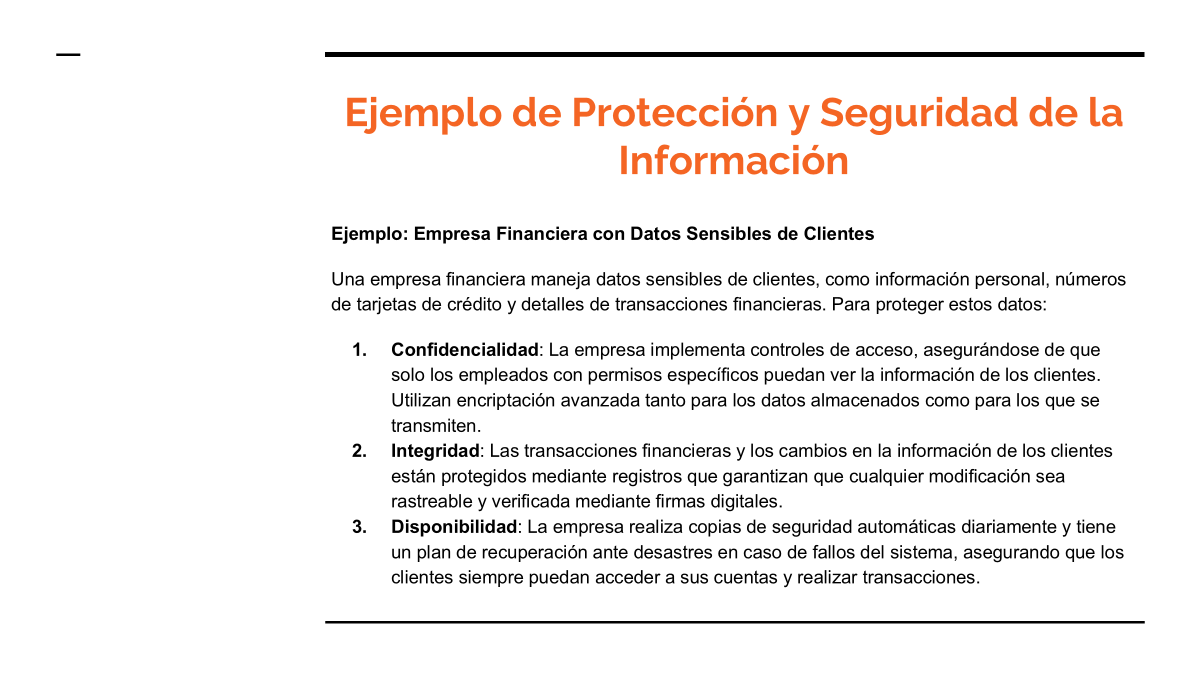 Ejemplo de Protección y Seguridad de la
Información
Ejemplo: Empresa Financiera con Datos Sensibles de Clientes
Una empresa financiera maneja datos sensibles de clientes, como información personal, números
de tarjetas de crédito y detalles de transacciones financieras. Para proteger estos datos:
1. Confidencialidad: La empresa implementa controles de acceso, asegurándose de que
solo los empleados con permisos específicos puedan ver la información de los clientes.
Utilizan encriptación avanzada tanto para los datos almacenados como para los que se
transmiten.
2. Integridad: Las transacciones financieras y los cambios en la información de los clientes
están protegidos mediante registros que garantizan que cualquier modificación sea
rastreable y verificada mediante firmas digitales.
3. Disponibilidad: La empresa realiza copias de seguridad automáticas diariamente y tiene
un plan de recuperación ante desastres en caso de fallos del sistema, asegurando que los
clientes siempre puedan acceder a sus cuentas y realizar transacciones.